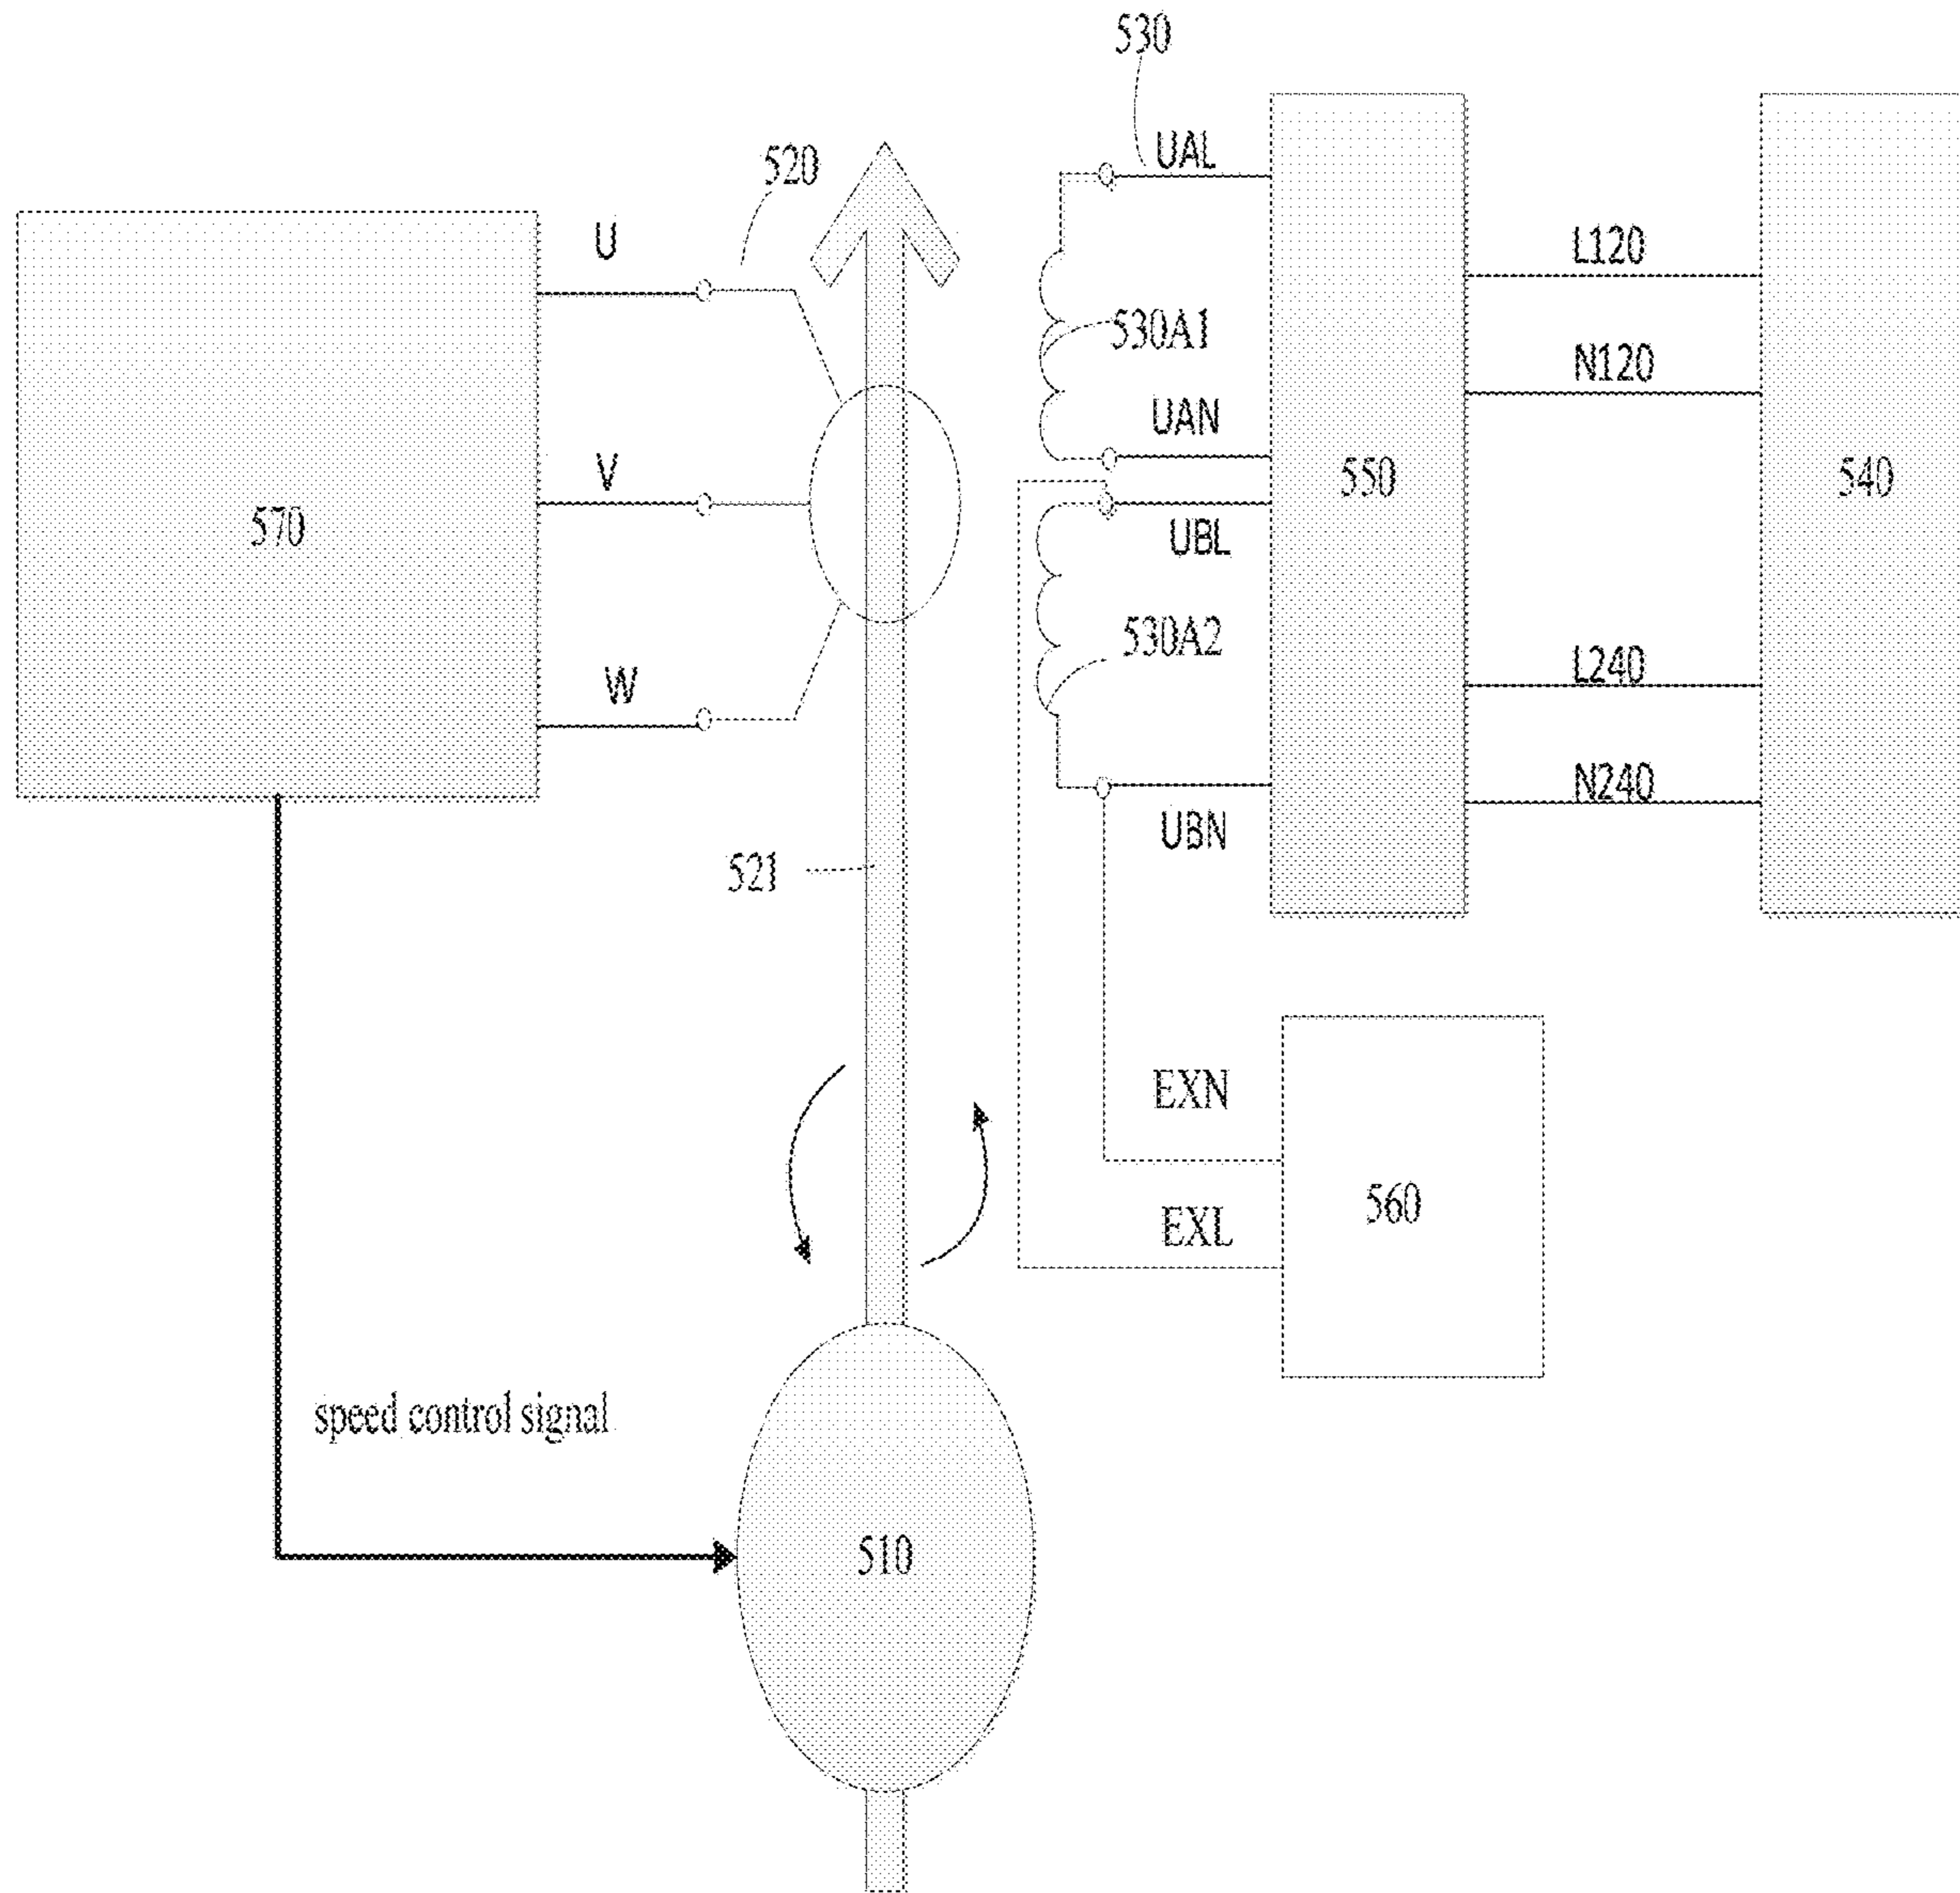 530
UAL
520
U
L120
530A1
N120
UAN
V
550
540
570
UBL
530A2
L240
W
N240
UBN
521
EXN
560
EXL
speed control signal
510